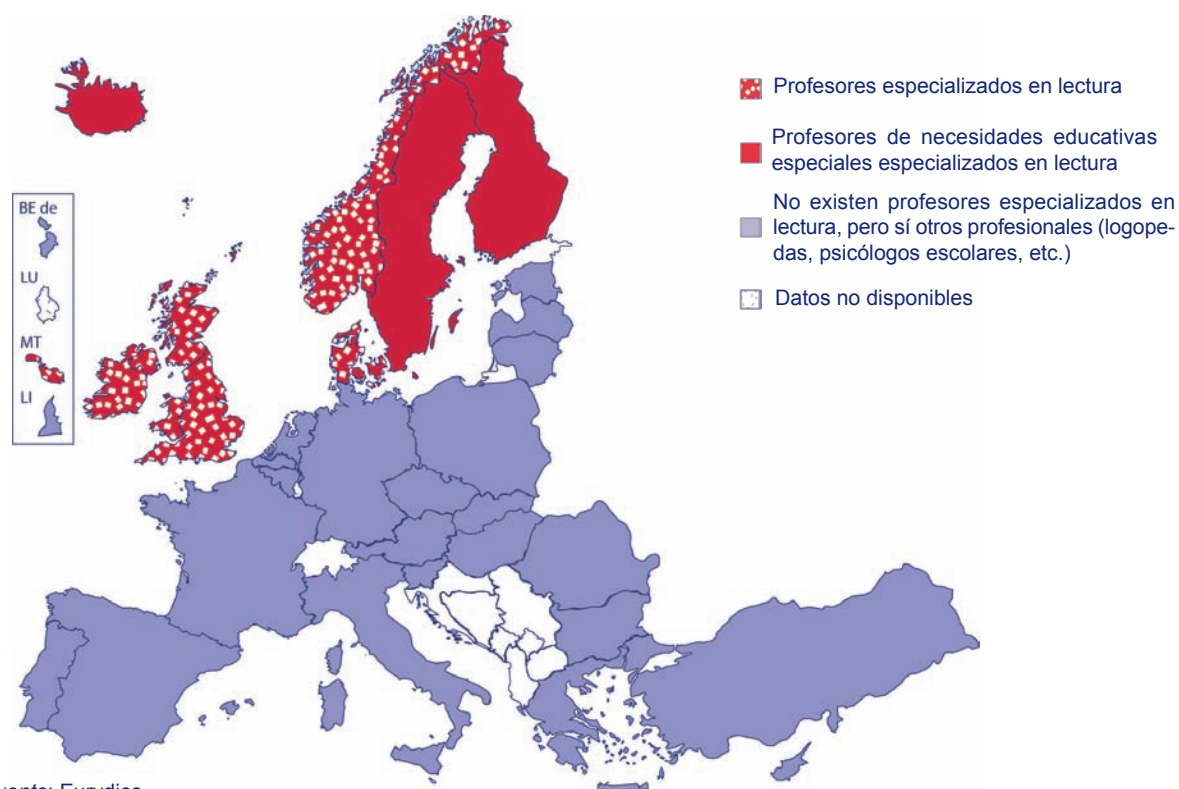 Profesores especializados en lectura
Profesores de necesidades educativas
especiales especializados en lectura
No existen profesores especializados en
lectura, pero sí otros profesionales (logope-
das, psicólogos escolares, etc.)
Datos no disponibles
BE de
LU
MT
LI
Eurydice